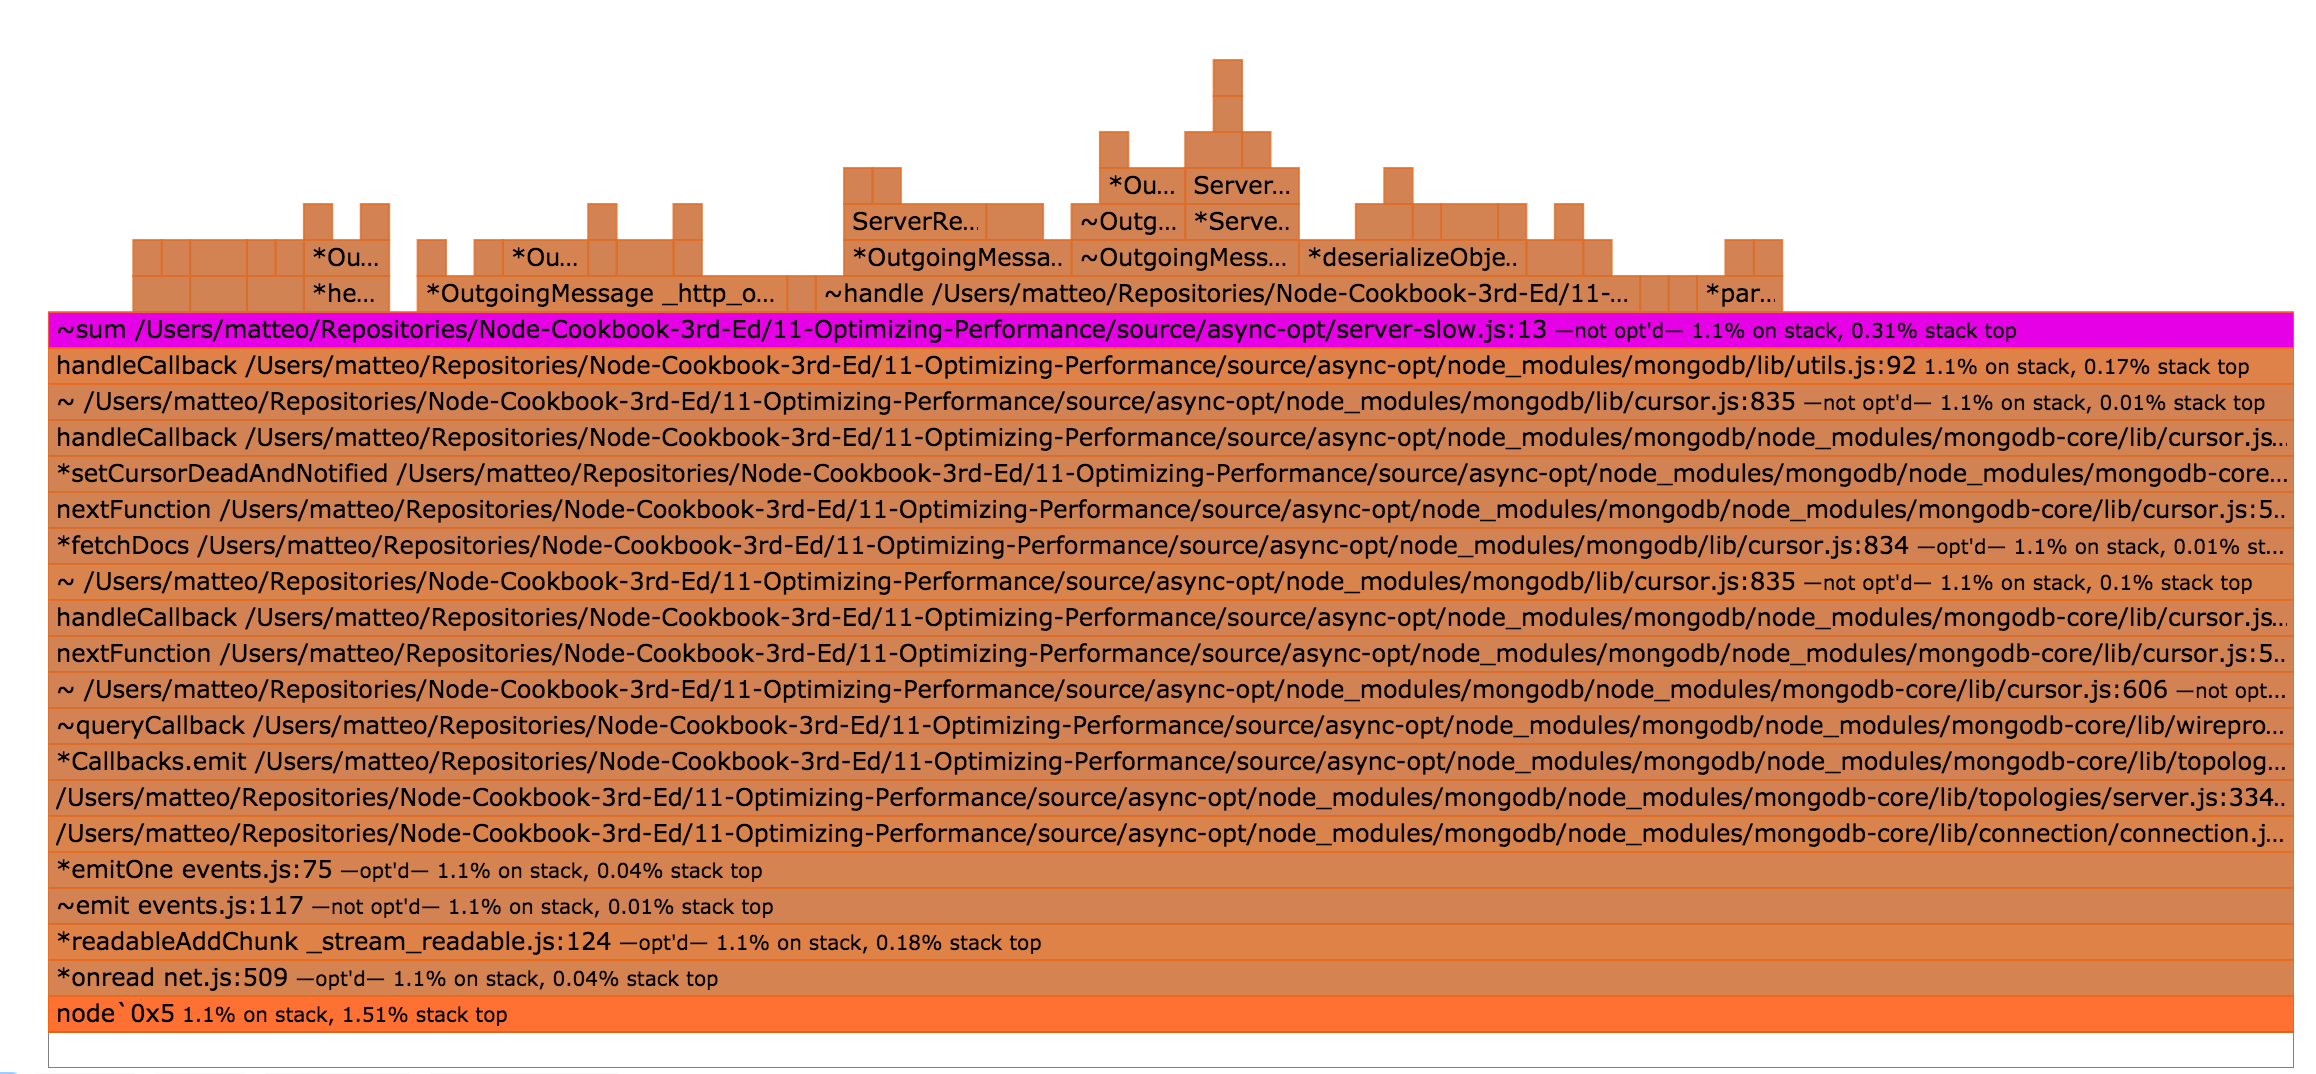 *Ou... Server...
ServerRe... ~Outg... *Serve..
*Ou... *Ou... *OutgoingMessa.. ~OutgoingMess... *deserializeObje..
*he... *OutgoingMessage _http_o... ~handle /Users/matteo/Repositories/Node-Cookbook-3rd-Ed/11-... *par...
~sum /Users/matteo/Repositories/Node-Cookbook-3rd-Ed/11-Optimizing-Performance/source/async-opt/server-slow.js:13 —not opt'd— 1.1% on stack, 0.31% stack top
handleCallback /Users/matteo/Repositories/Node-Cookbook-3rd-Ed/11-Optimizing-Performance/source/async-opt/node_modules/mongodb/lib/utils.js:92 1.1% on stack, 0.17% stack top
~ /Users/matteo/Repositories/Node-Cookbook-3rd-Ed/11-Optimizing-Performance/source/async-opt/node_modules/mongodb/lib/cursor.js:835 —not opt'd— 1.1% on stack, 0.01% stack top
handleCallback /Users/matteo/Repositories/Node-Cookbook-3rd-Ed/11-Optimizing-Performance/source/async-opt/node_modules/mongodb/node_modules/mongodb-core/lib/cursor.js...
*setCursorDeadAndNotified /Users/matteo/Repositories/Node-Cookbook-3rd-Ed/11-Optimizing-Performance/source/async-opt/node_modules/mongodb/node_modules/mongodb-core...
nextFunction /Users/matteo/Repositories/Node-Cookbook-3rd-Ed/11-Optimizing-Performance/source/async-opt/node_modules/mongodb/node_modules/mongodb-core/lib/cursor.js:5..
*fetchDocs /Users/matteo/Repositories/Node-Cookbook-3rd-Ed/11-Optimizing-Performance/source/async-opt/node_modules/mongodb/lib/cursor.js:834 —opt'd— 1.1% on stack, 0.01% st...
~ /Users/matteo/Repositories/Node-Cookbook-3rd-Ed/11-Optimizing-Performance/source/async-opt/node_modules/mongodb/lib/cursor.js:835 —not opt'd— 1.1% on stack, 0.1% stack top
handleCallback /Users/matteo/Repositories/Node-Cookbook-3rd-Ed/11-Optimizing-Performance/source/async-opt/node_modules/mongodb/node_modules/mongodb-core/lib/cursor.js...
nextFunction /Users/matteo/Repositories/Node-Cookbook-3rd-Ed/11-Optimizing-Performance/source/async-opt/node_modules/mongodb/node_modules/mongodb-core/lib/cursor.js:5..
~ /Users/matteo/Repositories/Node-Cookbook-3rd-Ed/11-Optimizing-Performance/source/async-opt/node_modules/mongodb/node_modules/mongodb-core/lib/cursor.js:606 —not opt...
~queryCallback /Users/matteo/Repositories/Node-Cookbook-3rd-Ed/11-Optimizing-Performance/source/async-opt/node_modules/mongodb/node_modules/mongodb-core/lib/wirepro...
*Callbacks.emit /Users/matteo/Repositories/Node-Cookbook-3rd-Ed/11-Optimizing-Performance/source/async-opt/node_modules/mongodb/node_modules/mongodb-core/lib/topolog...
/Users/matteo/Repositories/Node-Cookbook-3rd-Ed/11-Optimizing-Performance/source/async-opt/node_modules/mongodb/node_modules/mongodb-core/lib/topologies/server.js:334..
/Users/matteo/Repositories/Node-Cookbook-3rd-Ed/11-Optimizing-Performance/source/async-opt/node_modules/mongodb/node_modules/mongodb-core/lib/connection/connection.j...
*emitOne events.js:75 —opt'd— 1.1% on stack, 0.04% stack top
~emit events.js:117 —not opt'd— 1.1% on stack, 0.01% stack top
*readableAddChunk _stream_readable.js:124 —opt'd— 1.1% on stack, 0.18% stack top
*onread net.js:509 —opt'd— 1.1% on stack, 0.04% stack top
node`0x5 1.1% on stack, 1.51% stack top